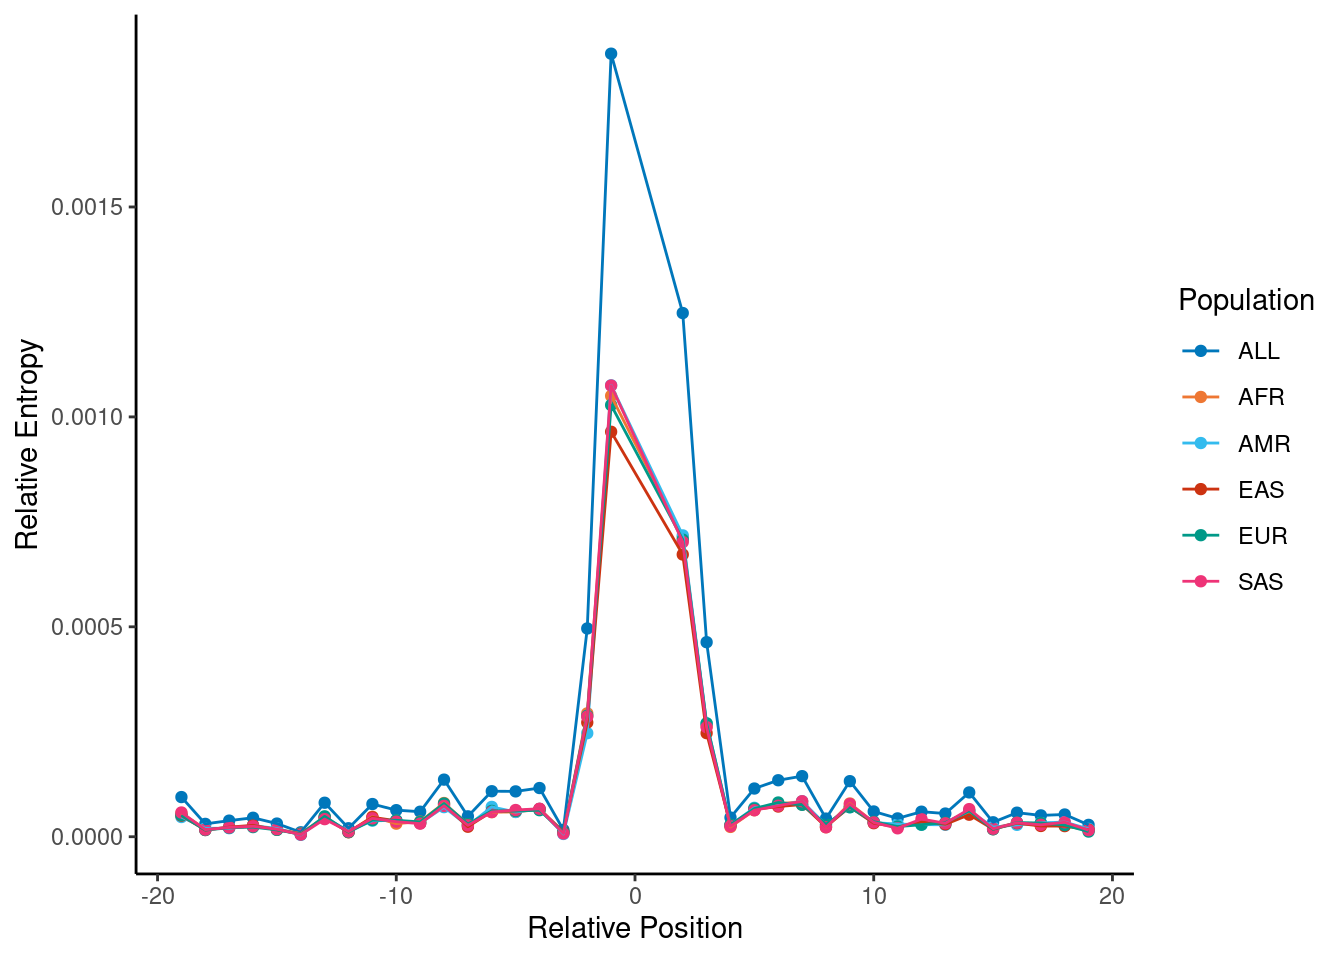 0.0015
0.0010
0.0005
0.0000
Relative Entropy
-20
-10
0
10
20
Relative Position
Population
ALL
AFR
AMR
EAS
EUR
SAS